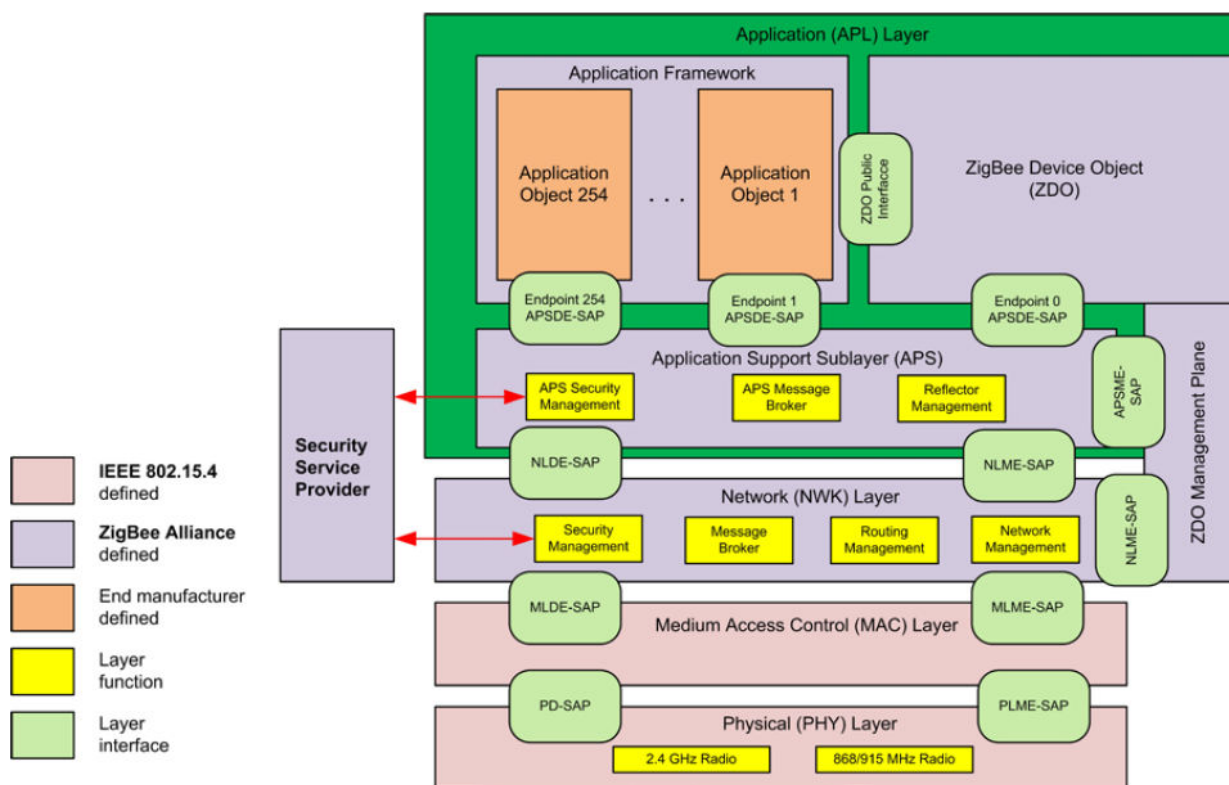 Application (APL) Layer
Application Framework
Application
Object 254
. . .
Application
Object 1
ZDO Public
Interfacce
ZigBee Device Object
(ZDO)
Endpoint 254
APSDE-SAP
Endpoint 1
APSDE-SAP
Endpoint 0
APSDE-SAP
Application Support Sublayer (APS)
APS Security
Management
APS Message
Broker
Reflector
Management
APSME-
SAP
ZDO Management Plane
Security
Service
Provider
NLDE-SAP
NLME-SAP
Network (NWK) Layer
Security
Management
Message
Broker
Routing
Management
Network
Management
NLME-SAP
MLDE-SAP
MLME-SAP
Medium Access Control (MAC) Layer
PD-SAP
PLME-SAP
Physical (PHY) Layer
2.4 GHz Radio
868/915 MHz Radio
IEEE 802.15.4
defined
ZigBee Alliance
defined
End manufacturer
defined
Layer
function
Layer
interface